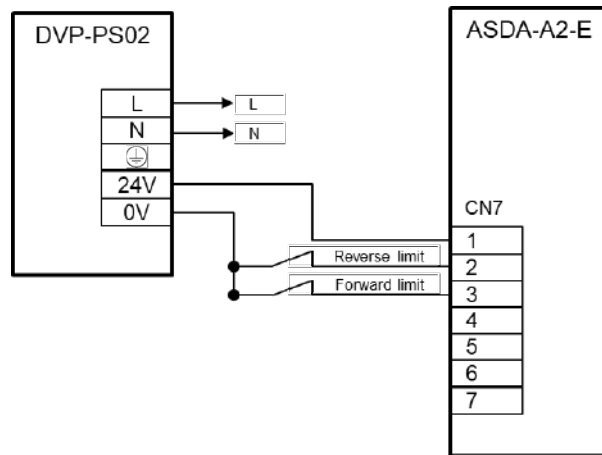 DVP-PS02
ASDA-A2-E
L
L
N
N
24V
0V
CN7
1
Reverse limit
2
Forward limit
3
4
5
6
7